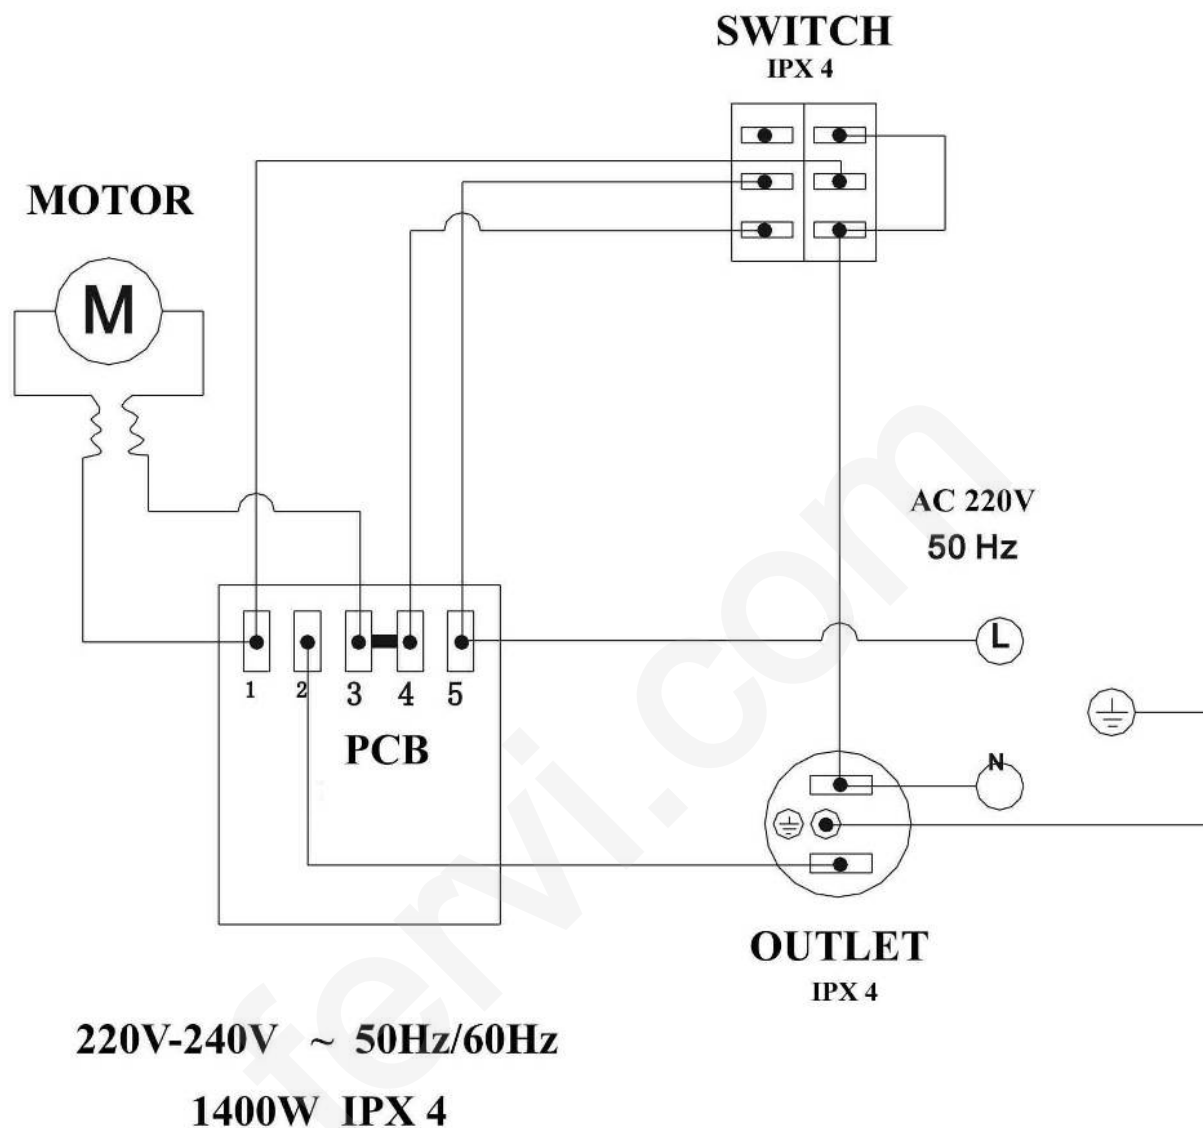 SWITCH
IPX 4
MOTOR
M
AC 220V
50 Hz
L
1 2 3 4 5
PCB
N
OUTLET
IPX 4
220V-240V ~ 50Hz/60Hz
1400W IPX 4
fervi.com